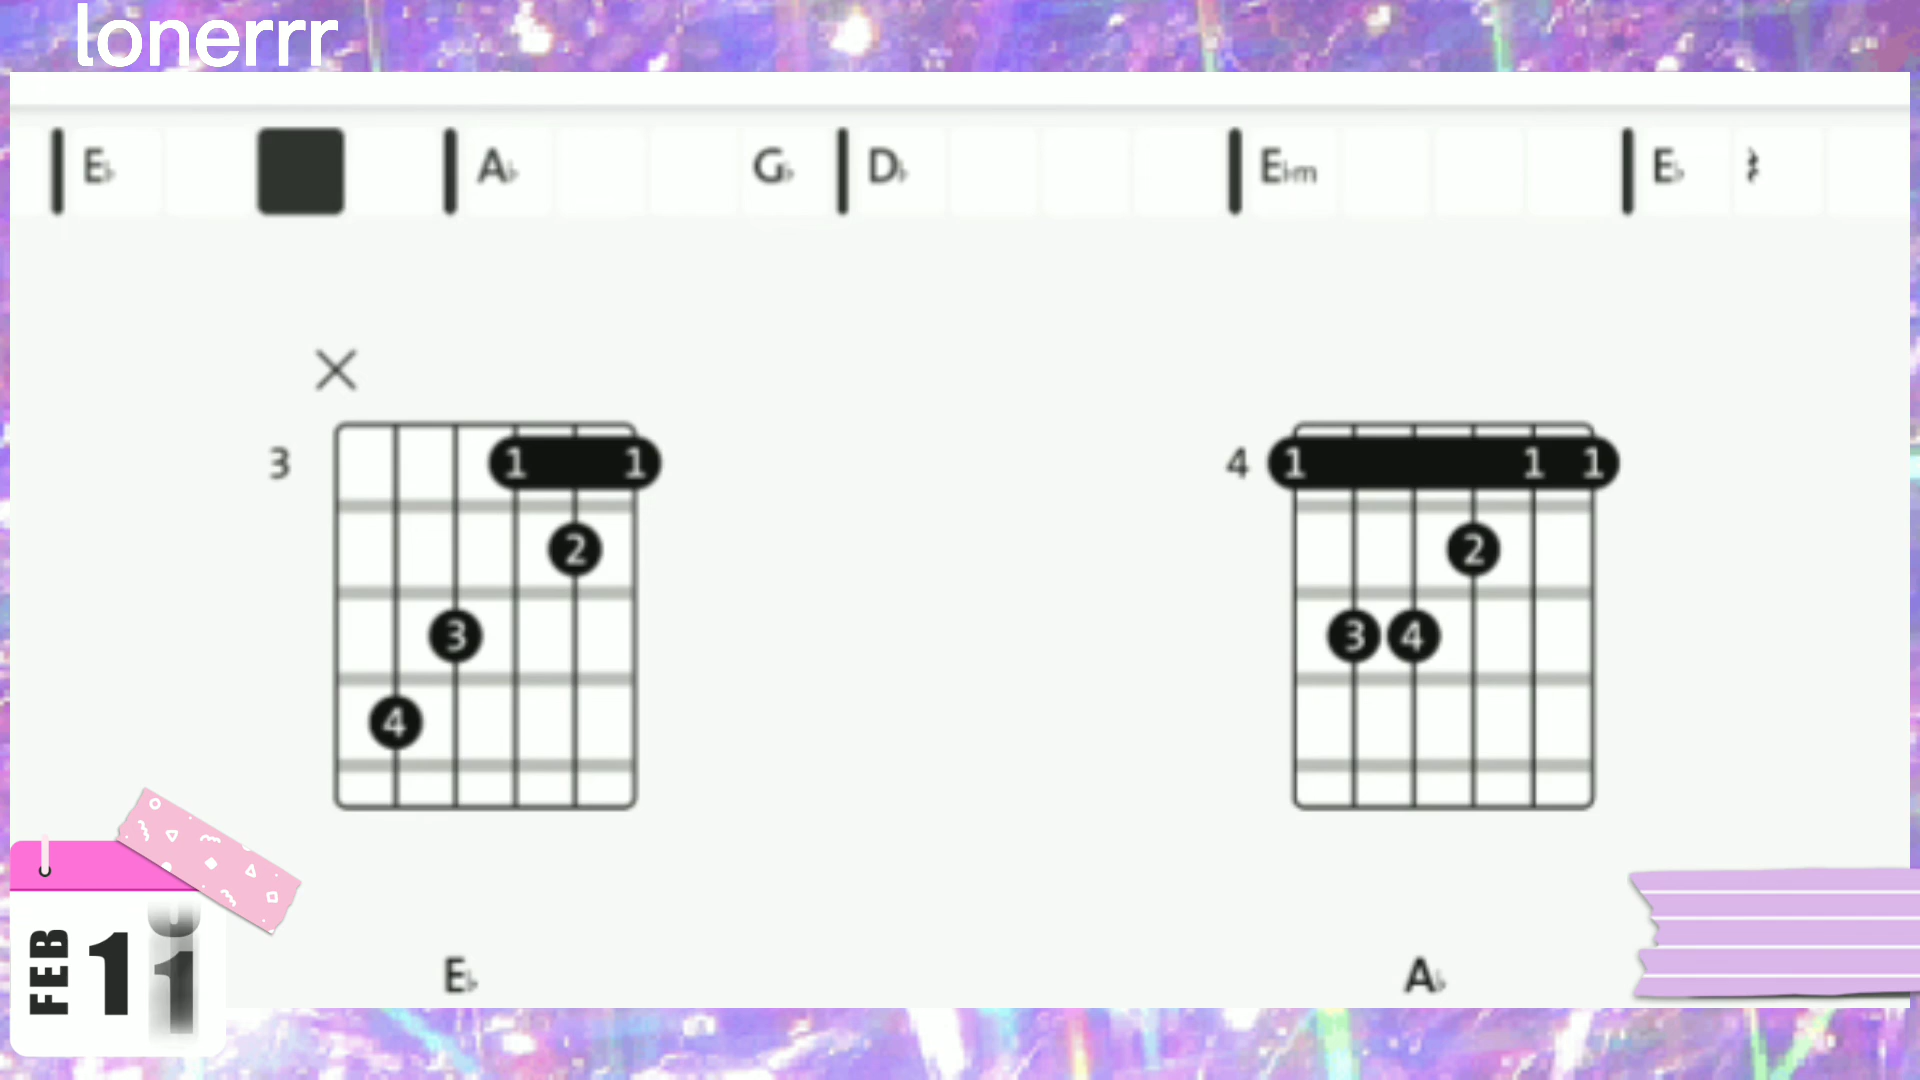 lonerrr
E♭ A♭ G♭ D♭ E♭m E♭ 𝄽
3 1 1
2
3
4
4 1 1 1
2
3 4
E♭ A♭
FEB 11